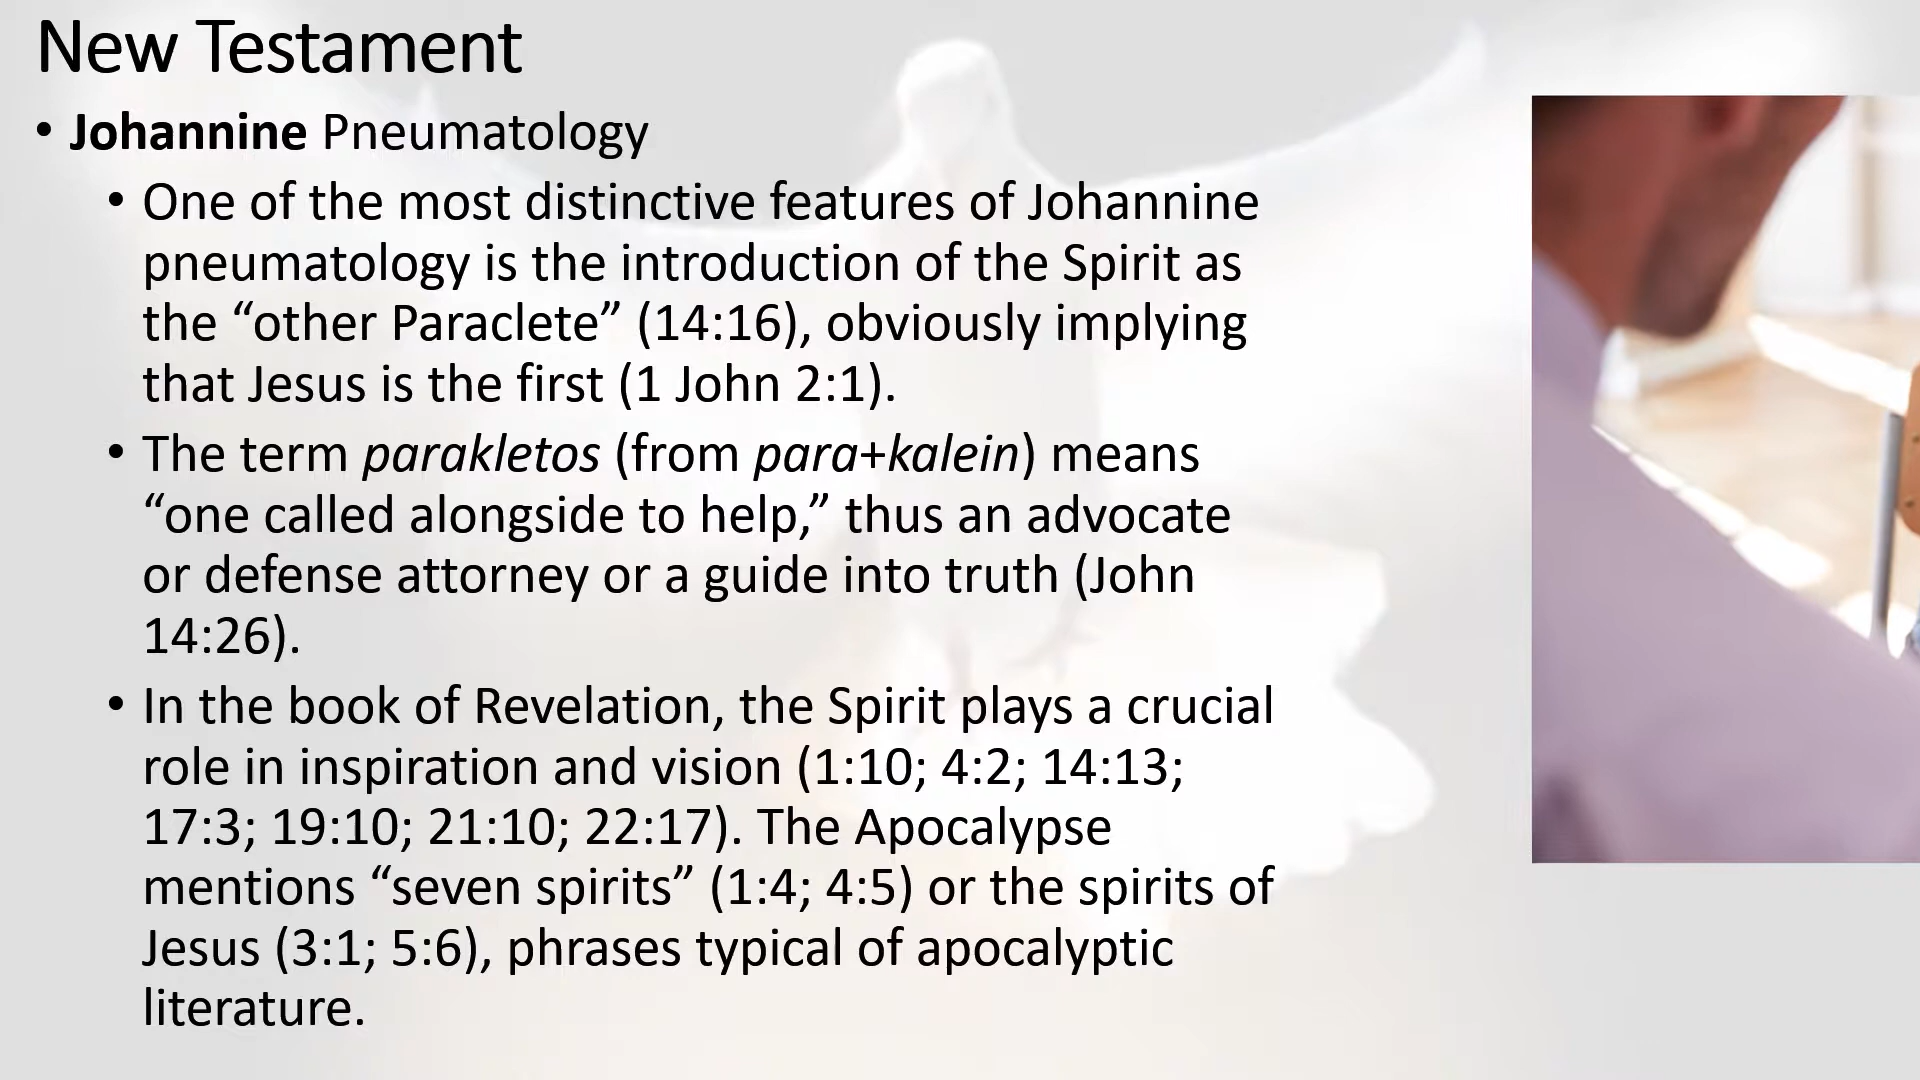 New Testament
• Johannine Pneumatology
• One of the most distinctive features of Johannine
pneumatology is the introduction of the Spirit as
the “other Paraclete” (14:16), obviously implying
that Jesus is the first (1 John 2:1).
• The term parakletos (from para+kalein) means
“one called alongside to help,” thus an advocate
or defense attorney or a guide into truth (John
14:26).
• In the book of Revelation, the Spirit plays a crucial
role in inspiration and vision (1:10; 4:2; 14:13;
17:3; 19:10; 21:10; 22:17). The Apocalypse
mentions “seven spirits” (1:4; 4:5) or the spirits of
Jesus (3:1; 5:6), phrases typical of apocalyptic
literature.